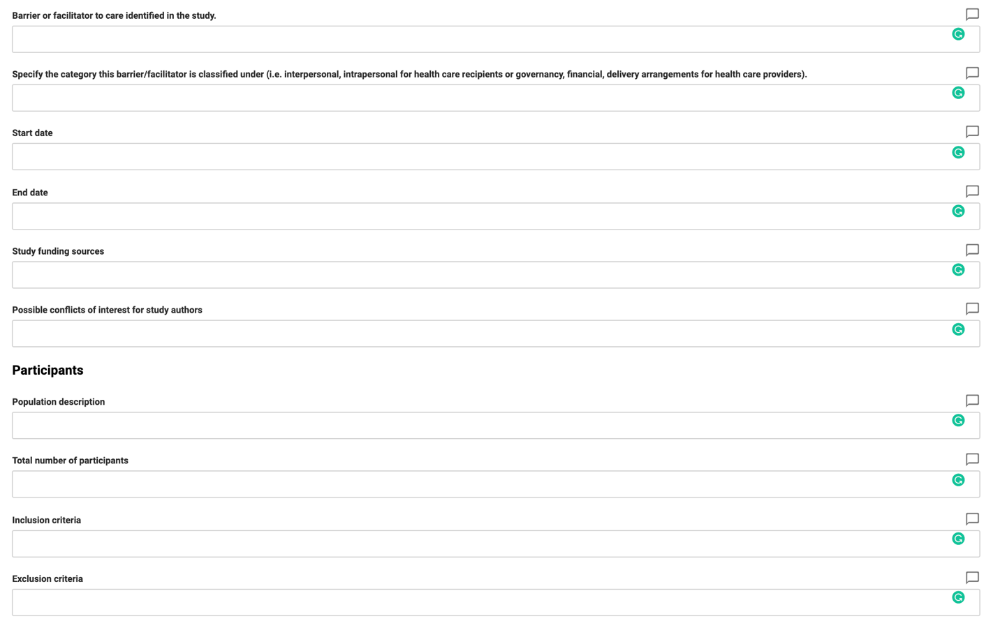 Barrier or facilitator to care identified in the study.
Specify the category this barrier/facilitator is classified under (i.e. interpersonal, intrapersonal for health care recipients or governancy, financial, delivery arrangements for health care providers).
Start date
End date
Study funding sources
Possible conflicts of interest for study authors
Participants
Population description
Total number of participants
Inclusion criteria
Exclusion criteria